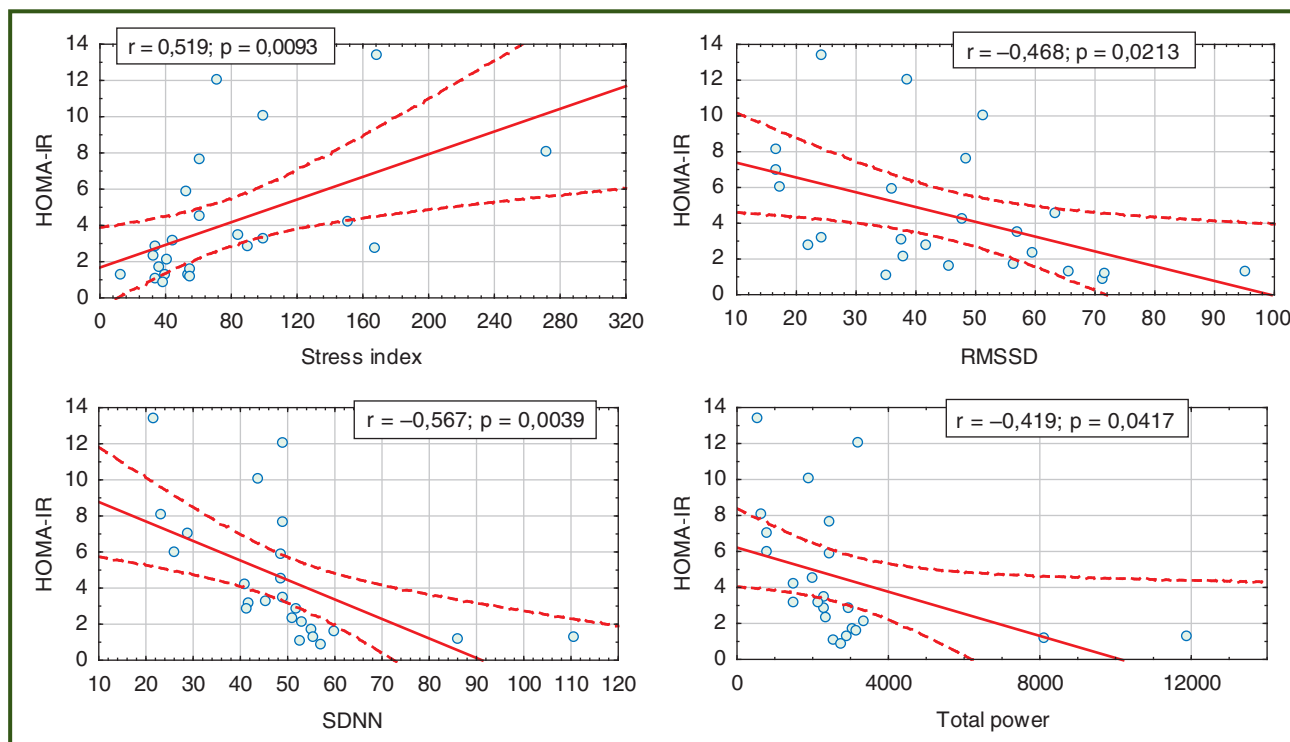 r = 0,519; p = 0,0093
14
12
10
8
6
4
2
0
HOMA-IR
0 40 80 120 160 200 240 280 320
Stress index
r = –0,468; p = 0,0213
14
12
10
8
6
4
2
0
HOMA-IR
10 20 30 40 50 60 70 80 90 100
RMSSD
r = –0,567; p = 0,0039
14
12
10
8
6
4
2
0
HOMA-IR
10 20 30 40 50 60 70 80 90 100 110 120
SDNN
r = –0,419; p = 0,0417
14
12
10
8
6
4
2
0
HOMA-IR
0 4000 8000 12000
Total power